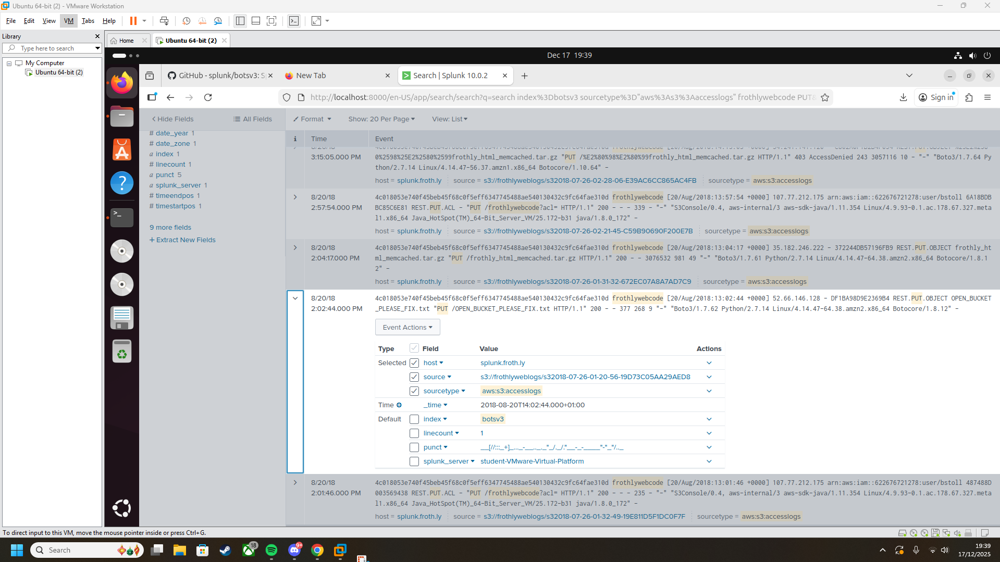 Ubuntu 64-bit (2) - VMware Workstation
File Edit View VM Tabs Help
Library
Type here to search
My Computer
Ubuntu 64-bit (2)
Home
Ubuntu 64-bit (2)
Dec 17 19:39
GitHub - splunk/botsv3: S
New Tab
Search | Splunk 10.0.2
http://localhost:8000/en-US/app/search/search?q=search index%3Dbotsv3 sourcetype%3D"aws%3As3%3Aaccesslogs" frothlywebcode PUT&
Sign in
Hide Fields
All Fields
# date_year 1
# date_zone 1
a index 1
# linecount 1
a punct 5
a splunk_server 1
# timeendpos 1
# timestartpos 1
9 more fields
+ Extract New Fields
Format
Show: 20 Per Page
View: List
i Time Event
3:15:05.000 PM
0%2598%25E2%2580%2599frothly_html_memcached.tar.gz "PUT /%E2%80%98%E2%80%99frothly_html_memcached.tar.gz HTTP/1.1" 403 AccessDenied 243 3057116 10 - "-" "Boto3/1.7.64 Py
thon/2.7.14 Linux/4.14.47-56.37.amzn1.x86_64 Botocore/1.10.64" -
host = splunk.froth.ly source = s3://frothlyweblogs/s32018-07-26-02-28-06-E39AC6CC865AC4FB sourcetype = aws:s3:accesslogs
8/20/18
2:57:54.000 PM
4c018053e740f45beb45f68c0f5eff6347745488ae540130432c9fc64fae310d frothlywebcode [20/Aug/2018:13:57:54 +0000] 107.77.212.175 arn:aws:iam::622676721278:user/bstoll 6A18BDB
BC85C6E81 REST.PUT.ACL - "PUT /frothlywebcode?acl= HTTP/1.1" 200 - - - 339 - "-" "S3Console/0.4, aws-internal/3 aws-sdk-java/1.11.354 Linux/4.9.93-0.1.ac.178.67.327.meta
l1.x86_64 Java_HotSpot(TM)_64-Bit_Server_VM/25.172-b31 java/1.8.0_172" -
host = splunk.froth.ly source = s3://frothlyweblogs/s32018-07-26-02-21-45-C59B90690F200E7B sourcetype = aws:s3:accesslogs
8/20/18
2:04:17.000 PM
4c018053e740f45beb45f68c0f5eff6347745488ae540130432c9fc64fae310d frothlywebcode [20/Aug/2018:13:04:17 +0000] 35.182.246.222 - 372244DB57196FB9 REST.PUT.OBJECT frothly_ht
ml_memcached.tar.gz "PUT /frothly_html_memcached.tar.gz HTTP/1.1" 200 - - 3076532 981 49 "-" "Boto3/1.7.61 Python/2.7.14 Linux/4.14.47-64.38.amzn2.x86_64 Botocore/1.8.1
2" -
host = splunk.froth.ly source = s3://frothlyweblogs/s32018-07-26-01-31-32-672EC07A8A7AD7C9 sourcetype = aws:s3:accesslogs
8/20/18
2:02:44.000 PM
4c018053e740f45beb45f68c0f5eff6347745488ae540130432c9fc64fae310d frothlywebcode [20/Aug/2018:13:02:44 +0000] 52.66.146.128 - DF1BA98D9E2369B4 REST.PUT.OBJECT OPEN_BUCKET
_PLEASE_FIX.txt "PUT /OPEN_BUCKET_PLEASE_FIX.txt HTTP/1.1" 200 - - 377 268 9 "-" "Boto3/1.7.62 Python/2.7.14 Linux/4.14.47-64.38.amzn2.x86_64 Botocore/1.8.12" -
Event Actions
Type Field Value Actions
Selected host splunk.froth.ly
source s3://frothlyweblogs/s32018-07-26-01-20-56-19D73C05AA29AED8
sourcetype aws:s3:accesslogs
Time _time 2018-08-20T14:02:44.000+01:00
Default index botsv3
linecount 1
punct
splunk_server student-VMware-Virtual-Platform
8/20/18
2:01:46.000 PM
4c018053e740f45beb45f68c0f5eff6347745488ae540130432c9fc64fae310d frothlywebcode [20/Aug/2018:13:01:46 +0000] 107.77.212.175 arn:aws:iam::622676721278:user/bstoll 487488D
003569438 REST.PUT.ACL - "PUT /frothlywebcode?acl= HTTP/1.1" 200 - - - 235 - "-" "S3Console/0.4, aws-internal/3 aws-sdk-java/1.11.354 Linux/4.9.93-0.1.ac.178.67.327.meta
l1.x86_64 Java_HotSpot(TM)_64-Bit_Server_VM/25.172-b31 java/1.8.0_172" -
host = splunk.froth.ly source = s3://frothlyweblogs/s32018-07-26-01-32-49-19E811D5F1DC0F7F sourcetype = aws:s3:accesslogs
To direct input to this VM, move the mouse pointer inside or press Ctrl+G.
Search
18
9+
19:39
17/12/2025